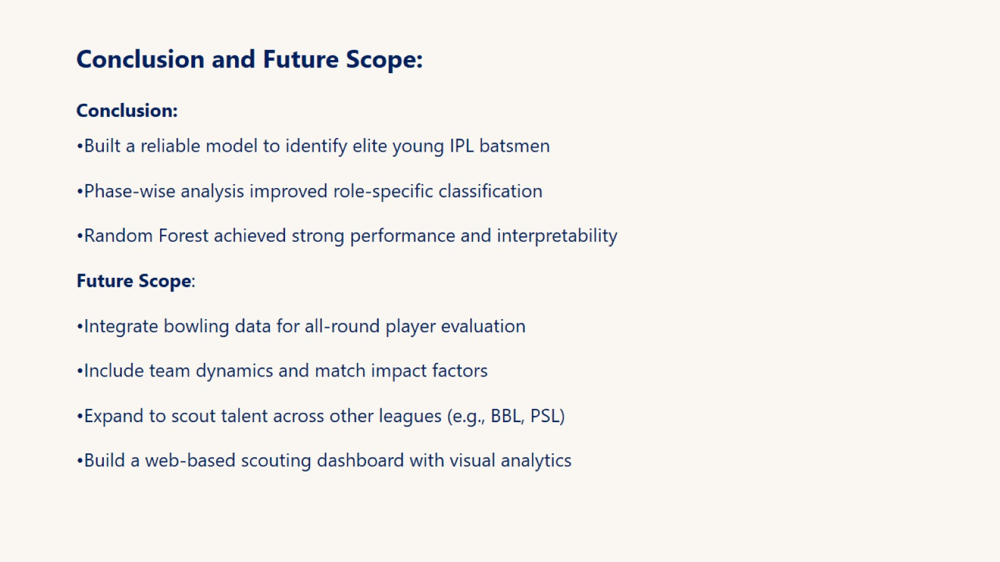 Conclusion and Future Scope:
Conclusion:
•Built a reliable model to identify elite young IPL batsmen
•Phase-wise analysis improved role-specific classification
•Random Forest achieved strong performance and interpretability
Future Scope:
•Integrate bowling data for all-round player evaluation
•Include team dynamics and match impact factors
•Expand to scout talent across other leagues (e.g., BBL, PSL)
•Build a web-based scouting dashboard with visual analytics